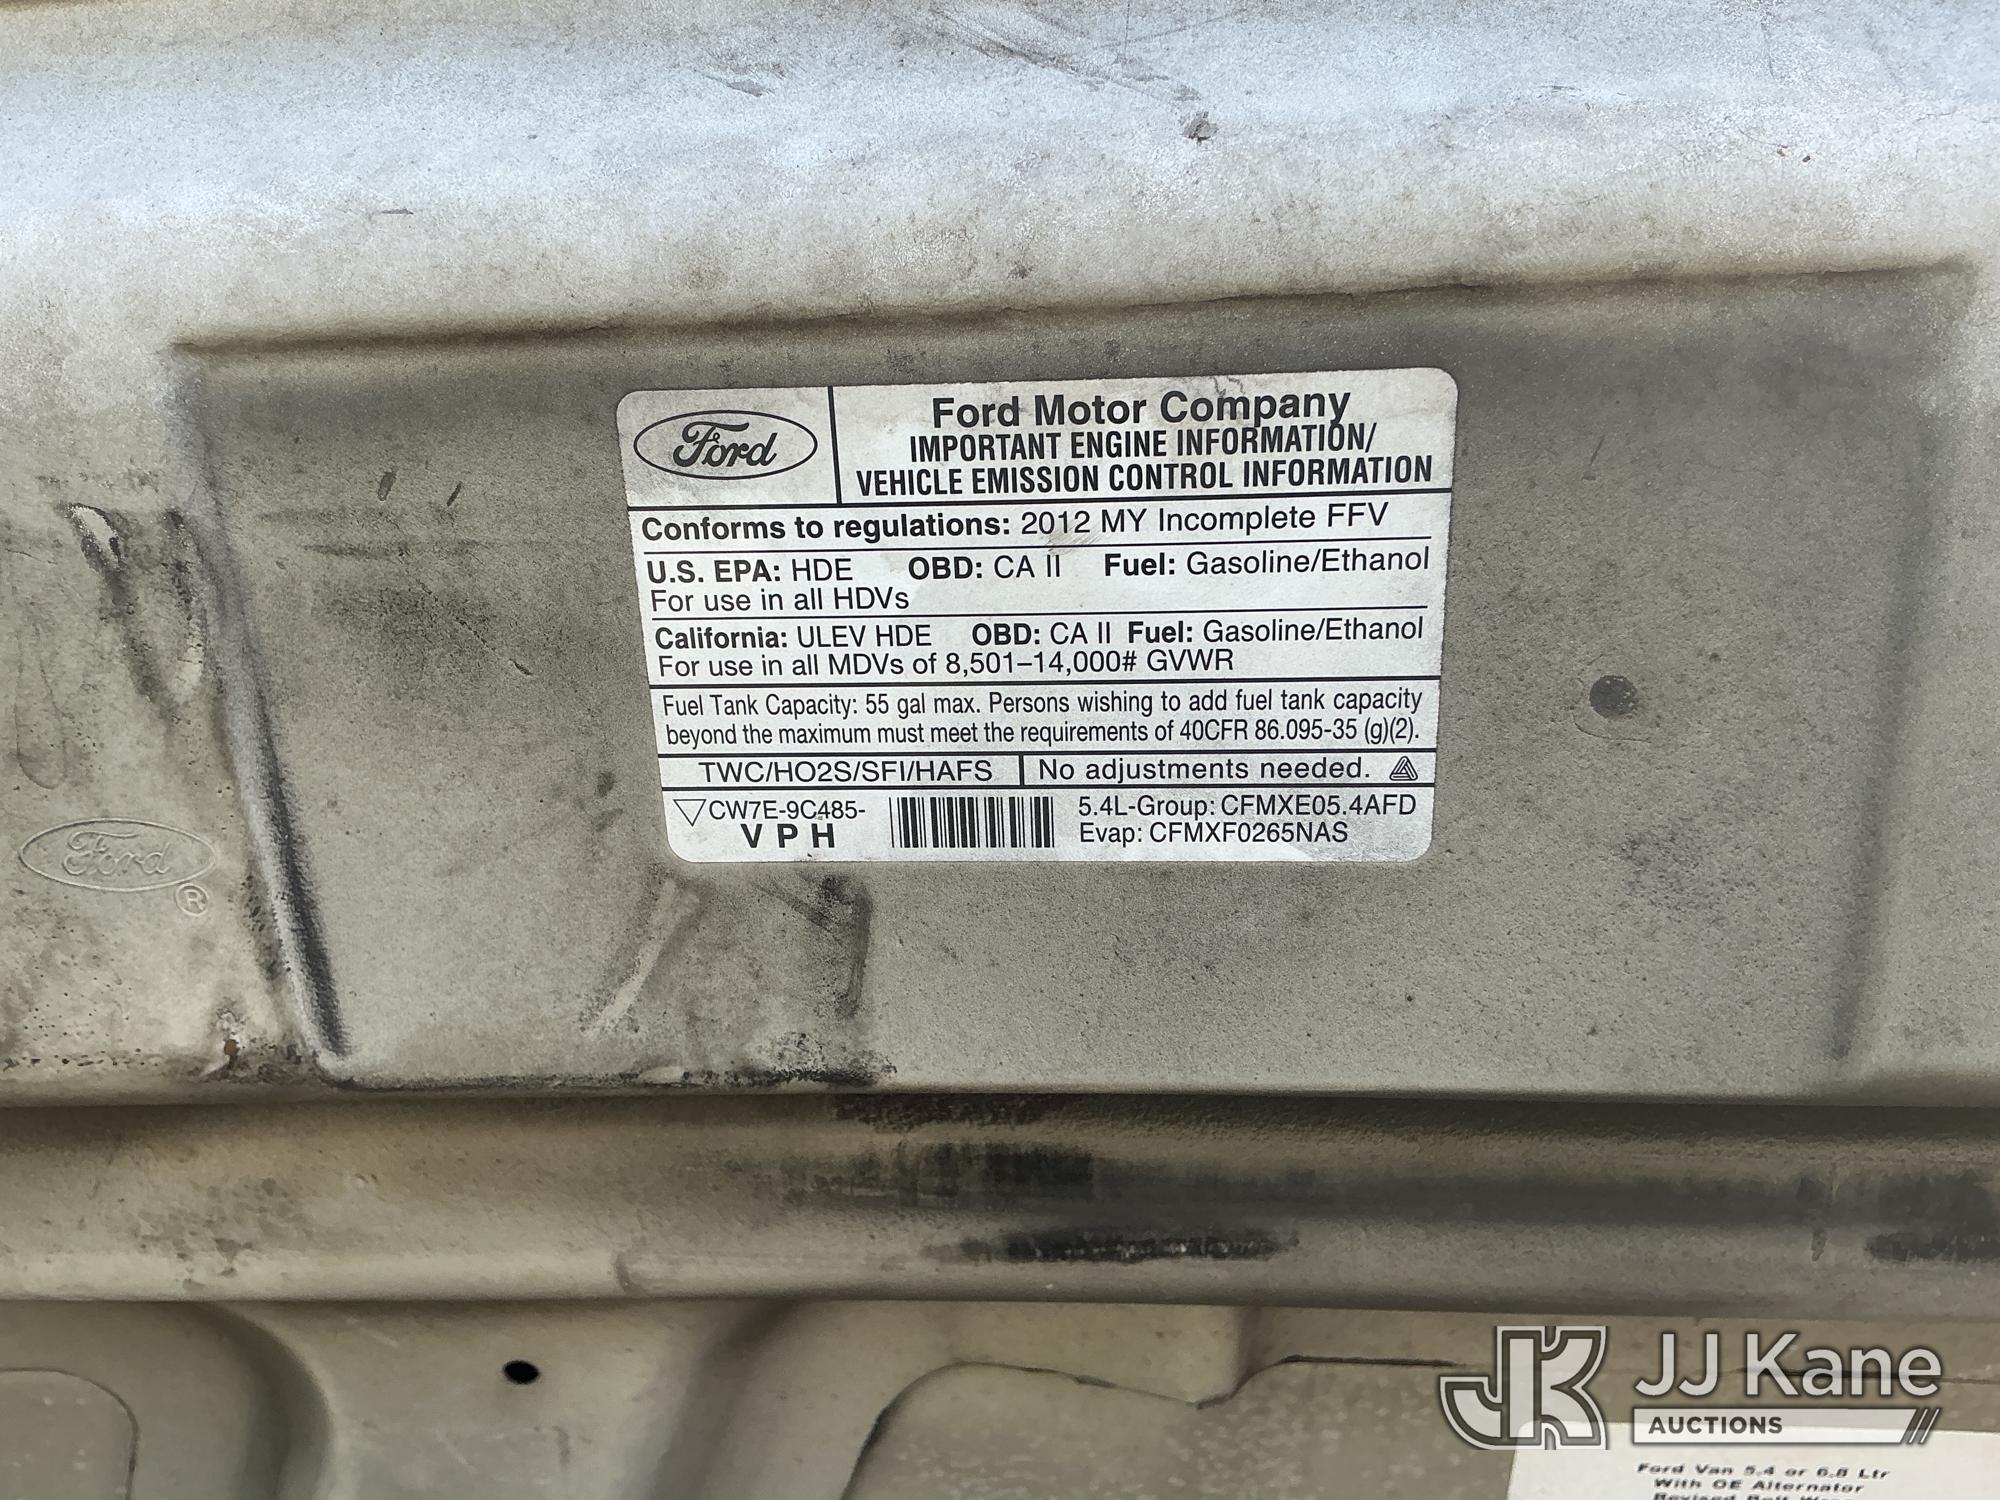 Ford
Ford Motor Company
IMPORTANT ENGINE INFORMATION/
VEHICLE EMISSION CONTROL INFORMATION
Conforms to regulations: 2012 MY Incomplete FFV
U.S. EPA: HDE OBD: CA II Fuel: Gasoline/Ethanol
For use in all HDVs
California: ULEV HDE OBD: CA II Fuel: Gasoline/Ethanol
For use in all MDVs of 8,501–14,000# GVWR
Fuel Tank Capacity: 55 gal max. Persons wishing to add fuel tank capacity
beyond the maximum must meet the requirements of 40CFR 86.095-35 (g)(2).
TWC/HO2S/SFI/HAFS No adjustments needed.
CW7E-9C485- 5.4L-Group: CFMXE05.4AFD
VPH Evap: CFMXF0265NAS
Ford
®
JK JJ Kane
AUCTIONS
Ford Van 5.4 or 6.8 Ltr
With OE Alternator
Revised Belt